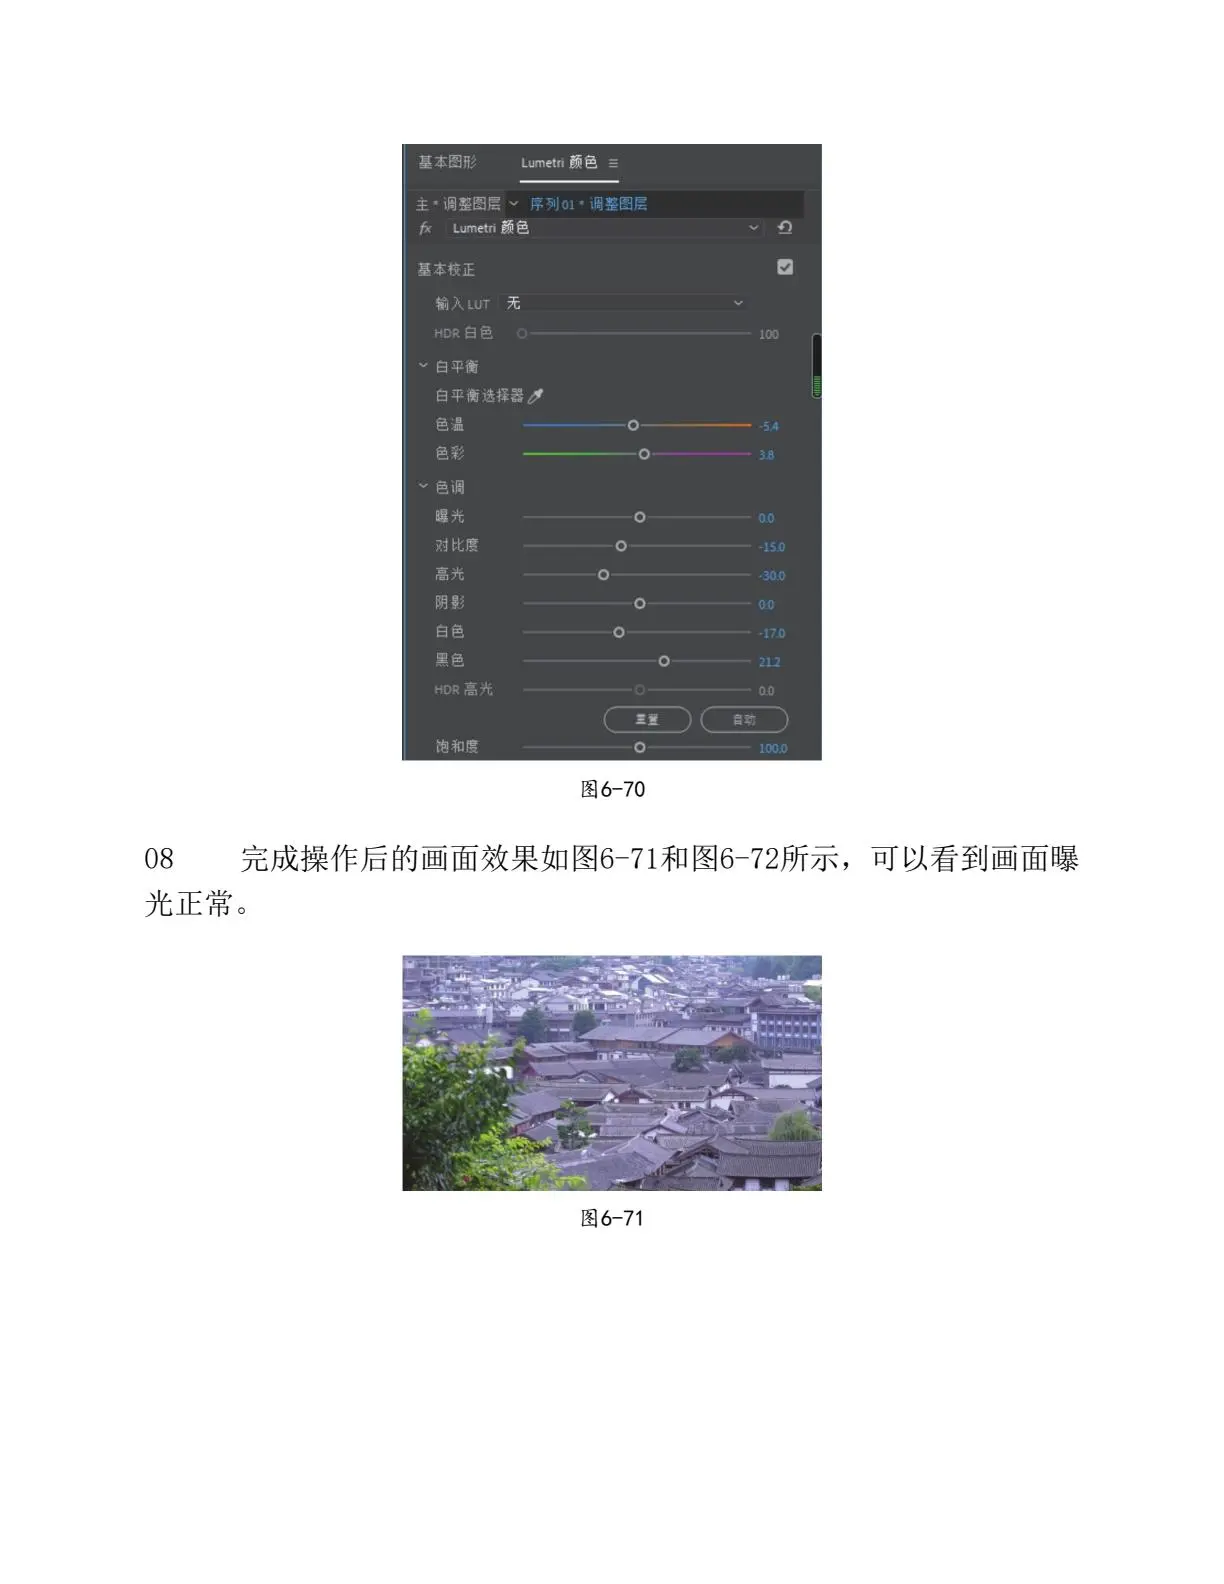 基本图形 Lumetri 颜色
主 * 调整图层 序列 01 * 调整图层
fx Lumetri 颜色
基本校正
输入 LUT 无
HDR 白色 100
白平衡
白平衡选择器
色温 -5.4
色彩 3.8
色调
曝光 0.0
对比度 -15.0
高光 -30.0
阴影 0.0
白色 -17.0
黑色 21.2
HDR 高光 0.0
重置 自动
饱和度 100.0
图6-70
08 完成操作后的画面效果如图6-71和图6-72所示，可以看到画面曝
光正常。
图6-71